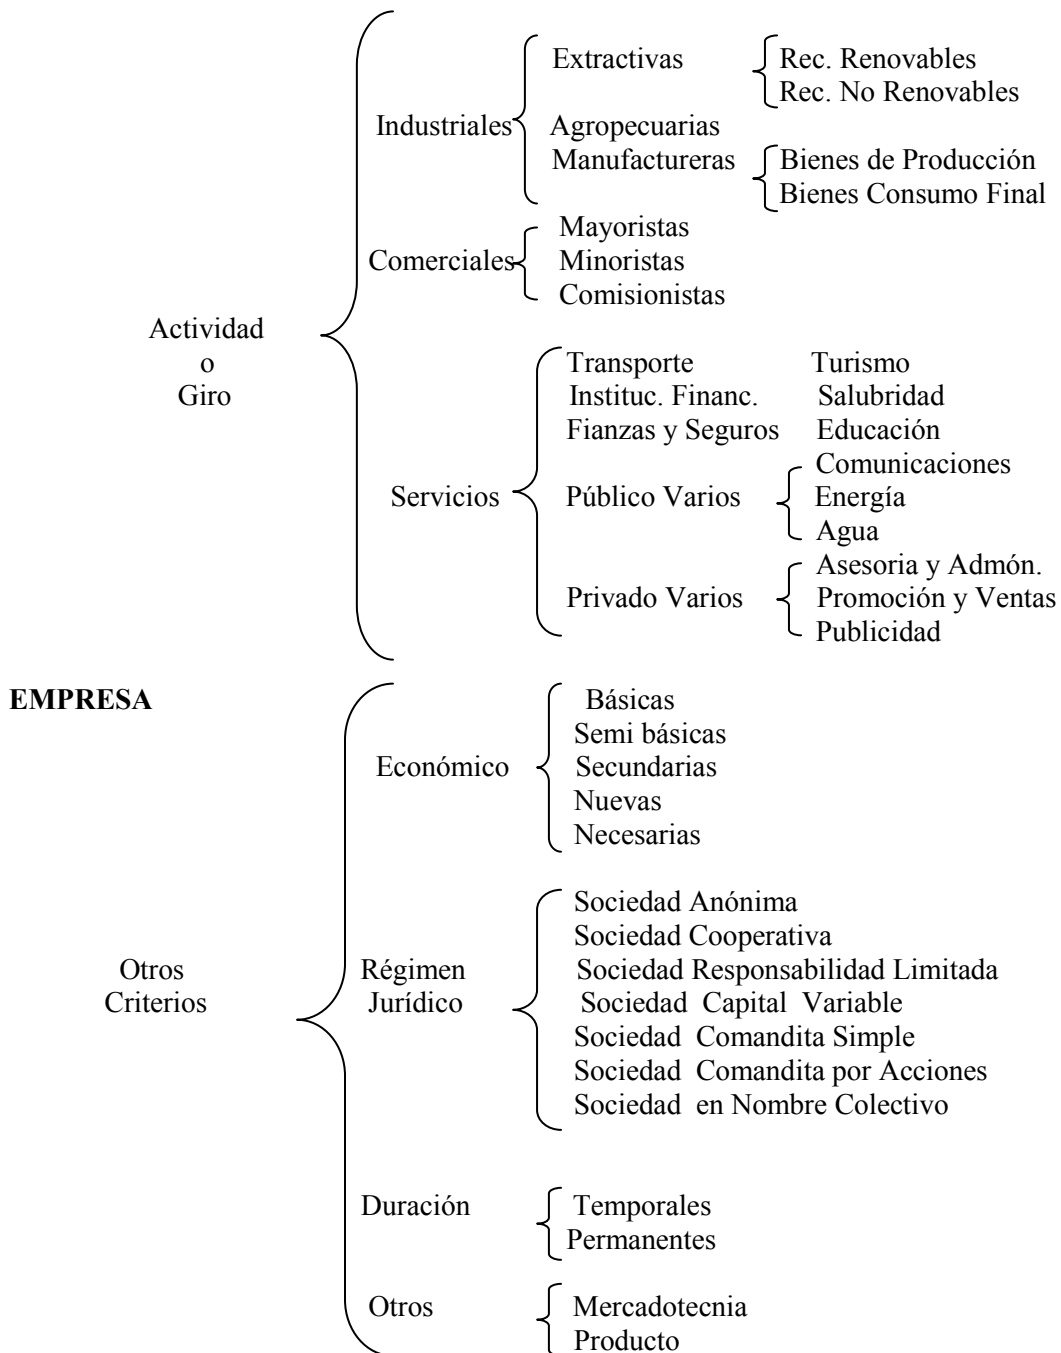 Extractivas Rec. Renovables
Rec. No Renovables
Industriales Agropecuarias
Manufactureras Bienes de Producción
Bienes Consumo Final
Mayoristas
Comerciales Minoristas
Comisionistas
Actividad
o
Giro
Transporte Turismo
Instituc. Financ. Salubridad
Fianzas y Seguros Educación
Comunicaciones
Servicios Público Varios Energía
Agua
Asesoria y Admón.
Privado Varios Promoción y Ventas
Publicidad
EMPRESA
Básicas
Semi básicas
Económico Secundarias
Nuevas
Necesarias
Otros
Criterios
Régimen
Jurídico
Sociedad Anónima
Sociedad Cooperativa
Sociedad Responsabilidad Limitada
Sociedad Capital Variable
Sociedad Comandita Simple
Sociedad Comandita por Acciones
Sociedad en Nombre Colectivo
Duración Temporales
Permanentes
Otros Mercadotecnia
Producto